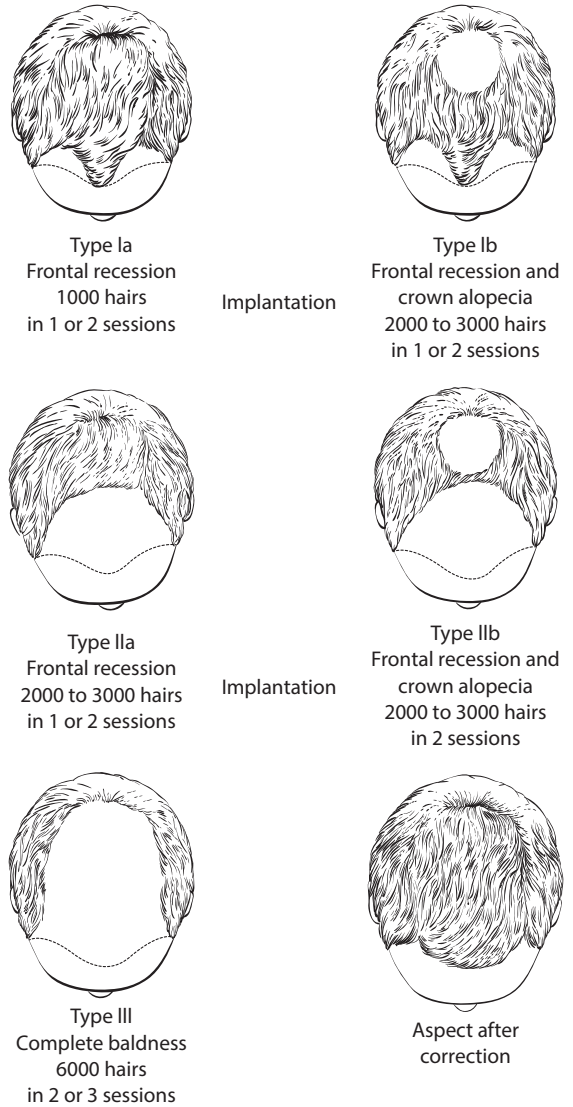 Type Ia
Frontal recession
1000 hairs
in 1 or 2 sessions
Implantation
Type Ib
Frontal recession and
crown alopecia
2000 to 3000 hairs
in 1 or 2 sessions
Type IIa
Frontal recession
2000 to 3000 hairs
in 1 or 2 sessions
Implantation
Type IIb
Frontal recession and
crown alopecia
2000 to 3000 hairs
in 2 sessions
Type III
Complete baldness
6000 hairs
in 2 or 3 sessions
Aspect after
correction